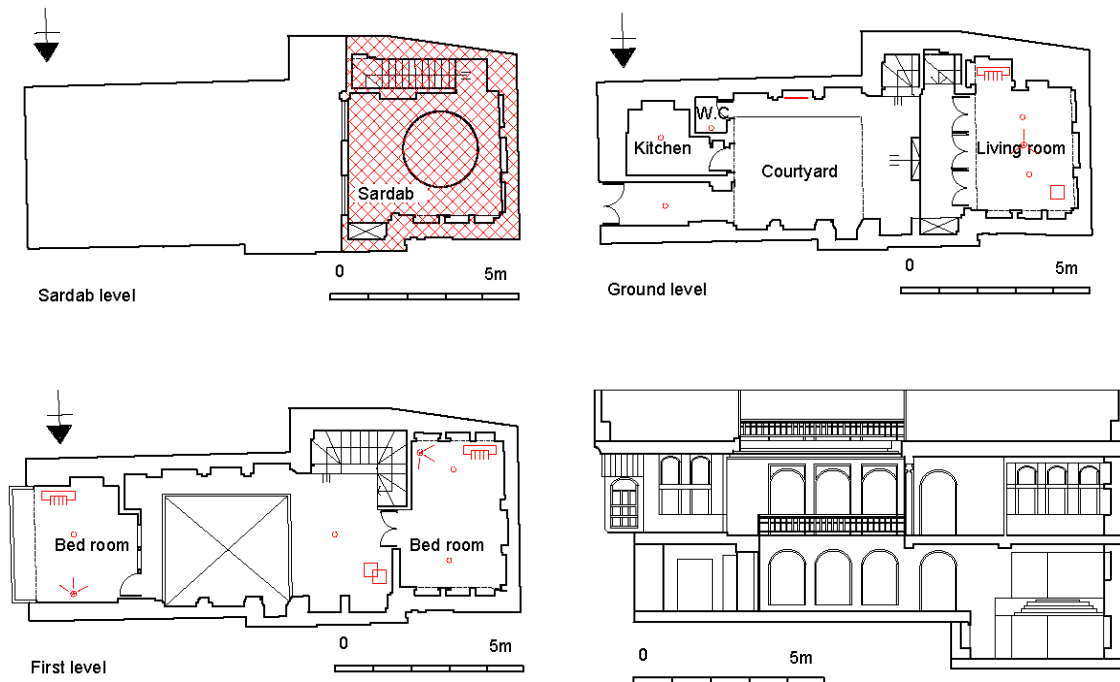 Sardab
0 5m
Sardab level
W.C
Kitchen
Courtyard
Living room
0 5m
Ground level
Bed room
Bed room
0 5m
First level
0 5m